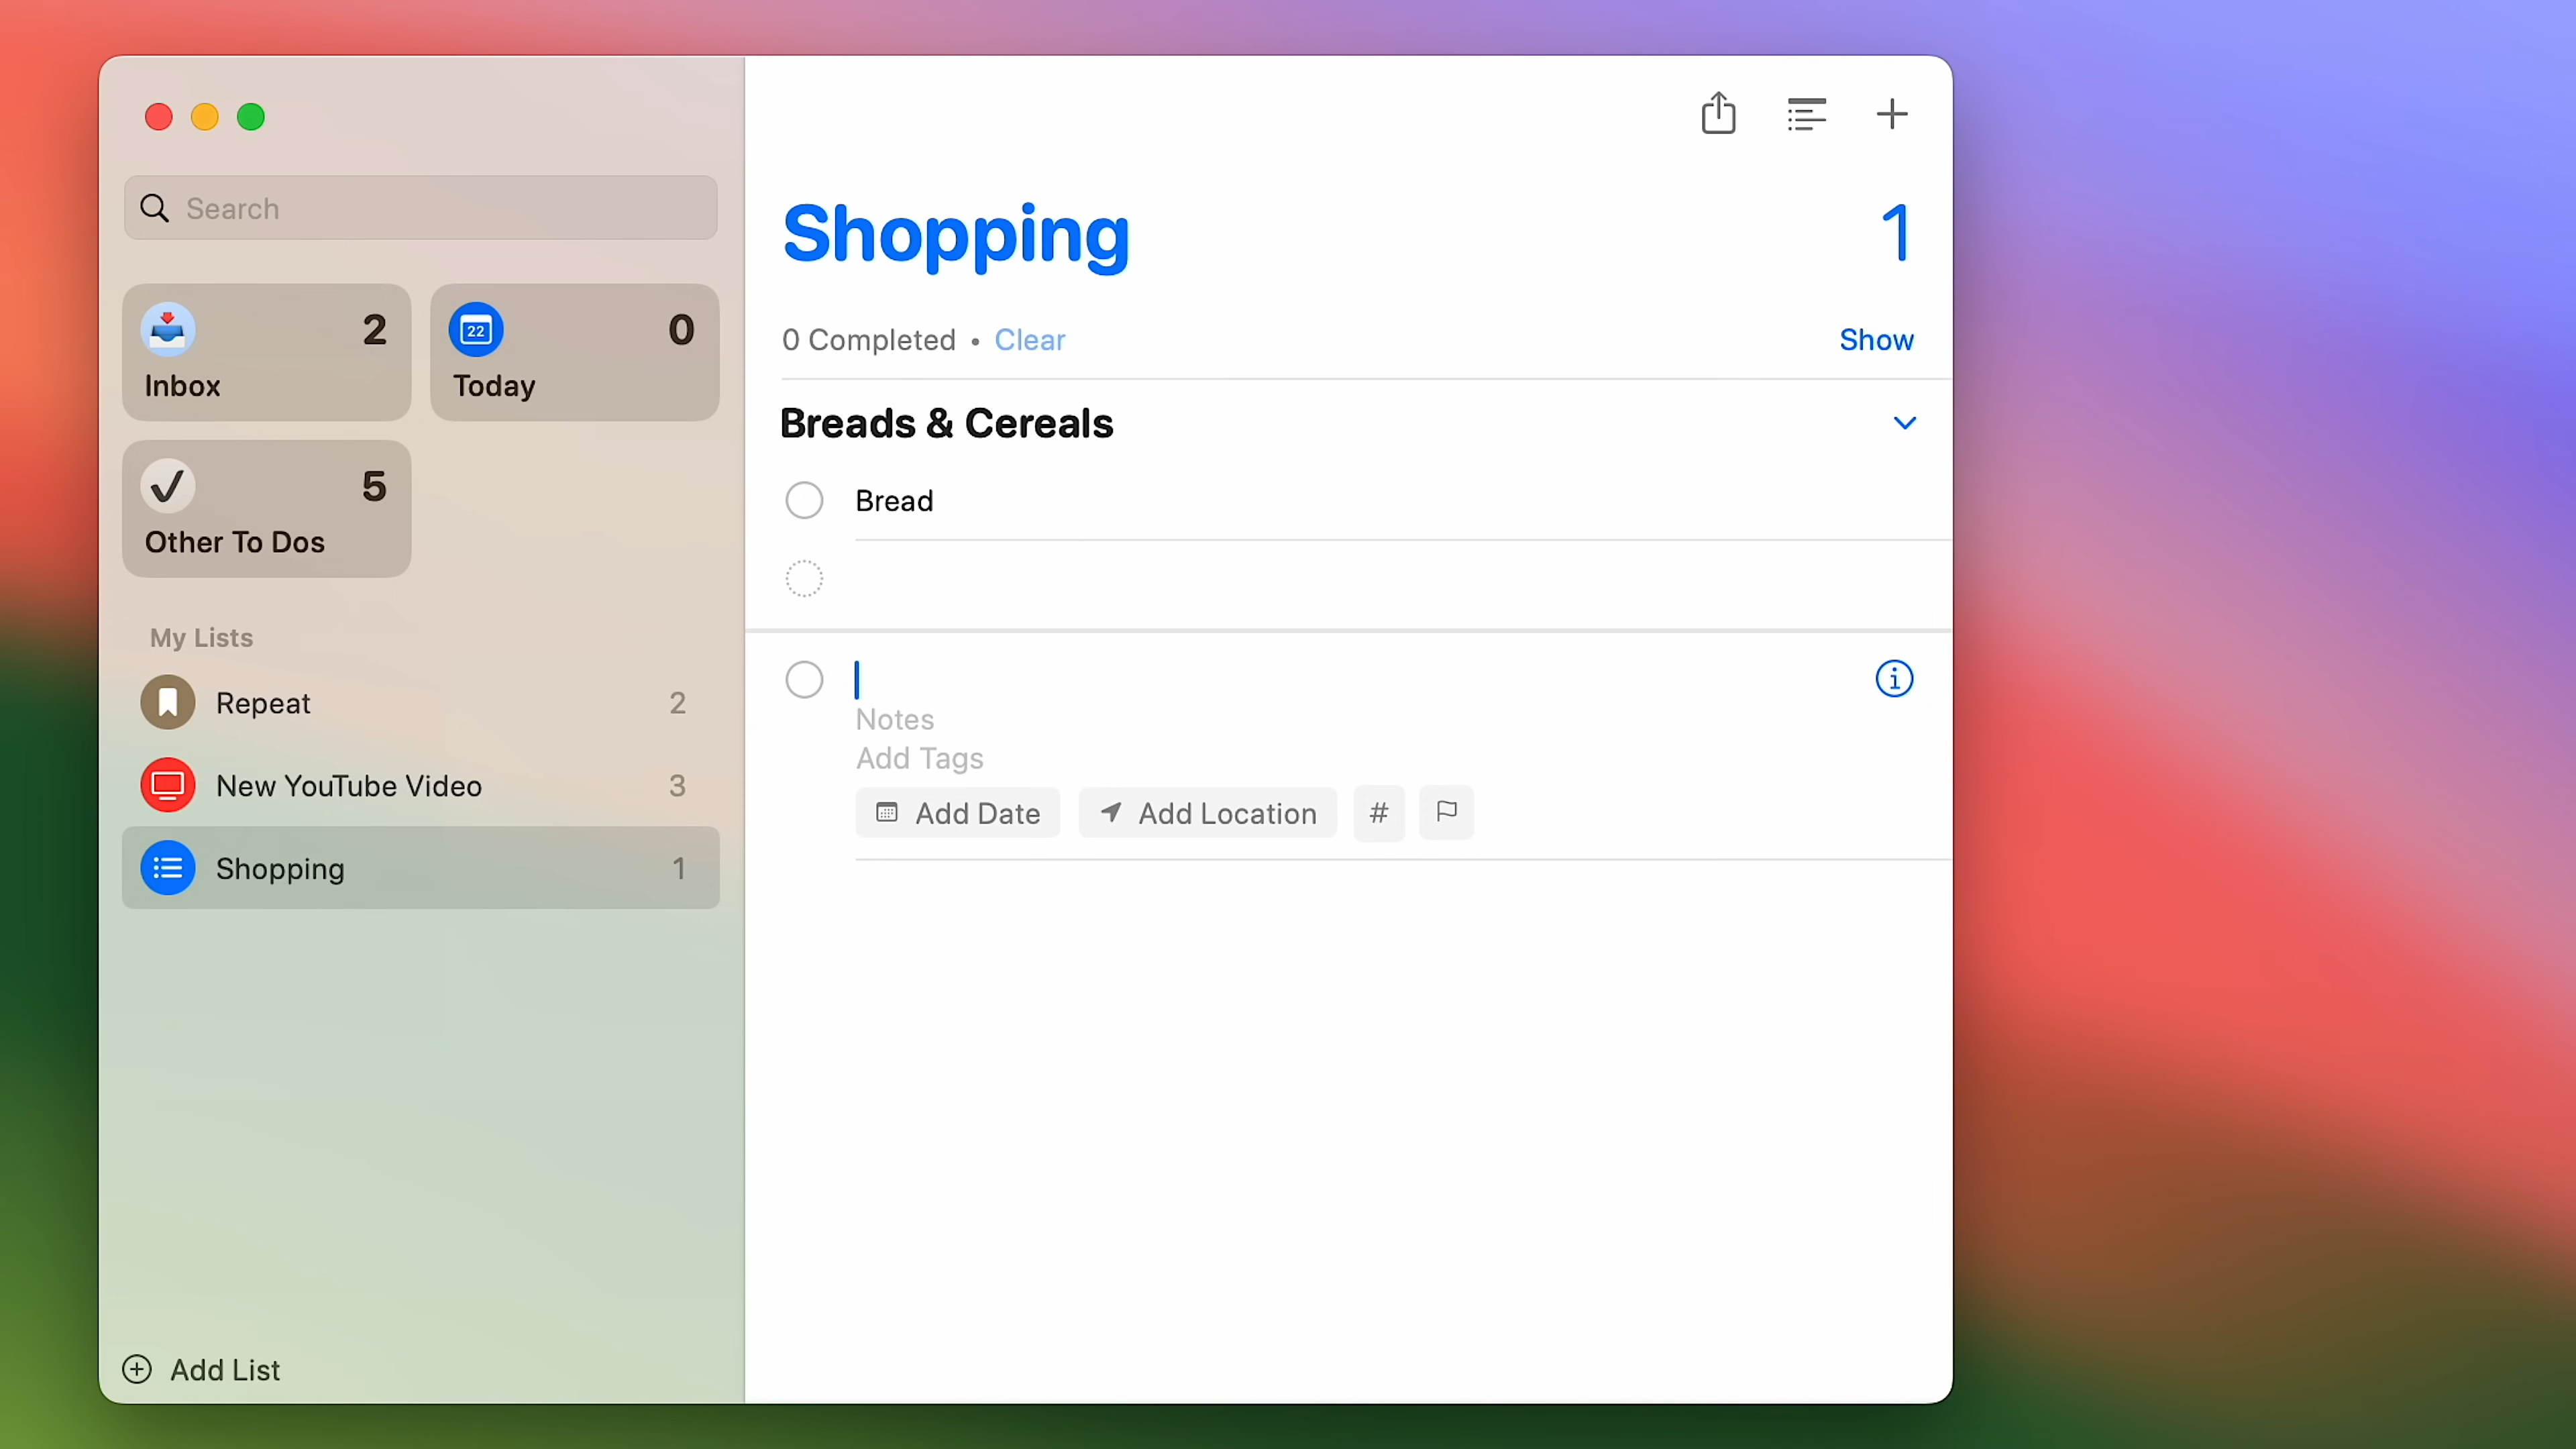 Search
Inbox 2
Today 0
22
Other To Dos 5
My Lists
Repeat 2
New YouTube Video 3
Shopping 1
Add List
Shopping 1
0 Completed • Clear Show
Breads & Cereals
Bread
Notes
Add Tags
Add Date Add Location #